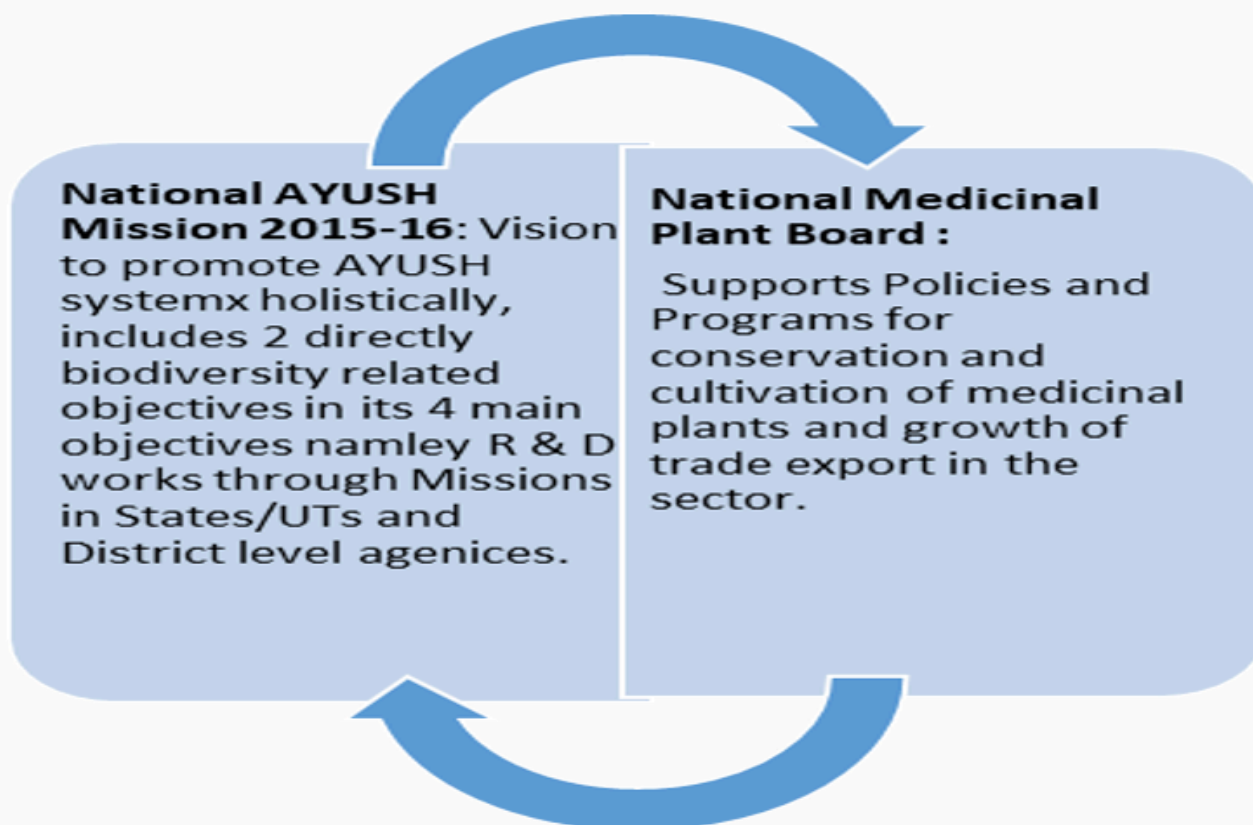 National AYUSH
Mission 2015-16: Vision
to promote AYUSH
systemx holistically,
includes 2 directly
biodiversity related
objectives in its 4 main
objectives namley R & D
works through Missions
in States/UTs and
District level agenices.
National Medicinal
Plant Board :
Supports Policies and
Programs for
conservation and
cultivation of medicinal
plants and growth of
trade export in the
sector.